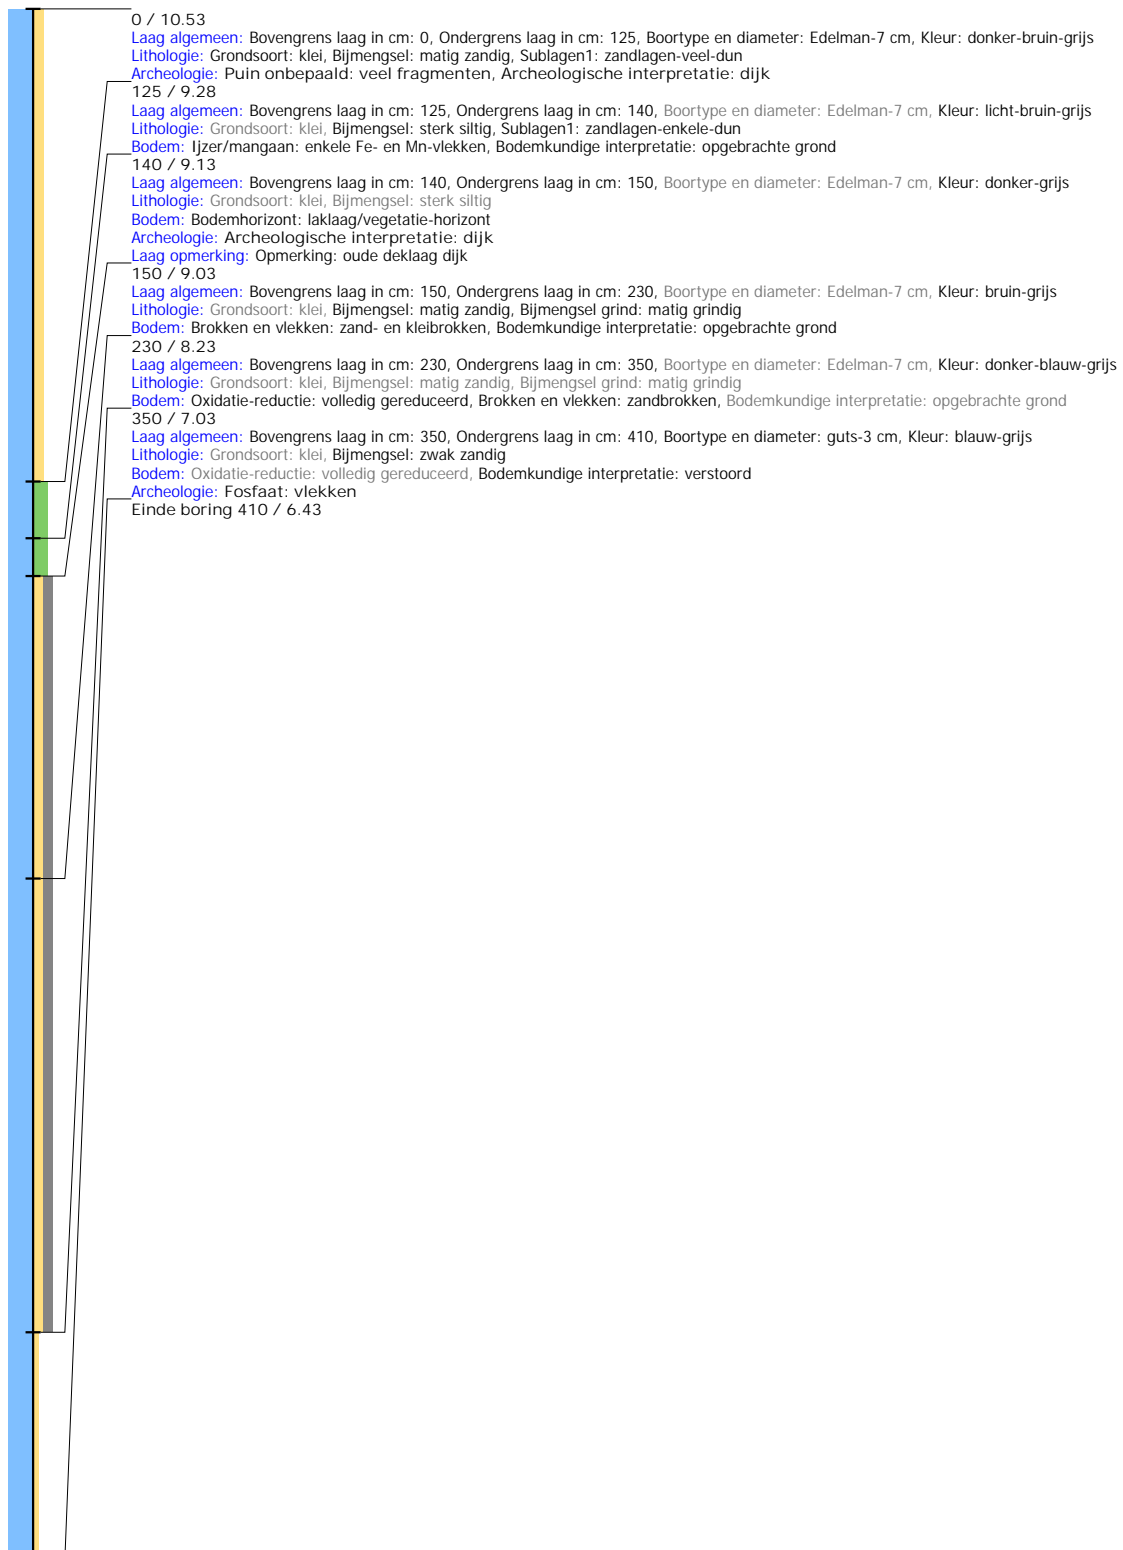 0 / 10.53
Laag algemeen: Bovengrens laag in cm: 0, Ondergrens laag in cm: 125, Boortype en diameter: Edelman-7 cm, Kleur: donker-bruin-grijs
Lithologie: Grondsoort: klei, Bijmengsel: matig zandig, Sublagen1: zandlagen-veel-dun
Archeologie: Puin onbepaald: veel fragmenten, Archeologische interpretatie: dijk
125 / 9.28
Laag algemeen: Bovengrens laag in cm: 125, Ondergrens laag in cm: 140, Boortype en diameter: Edelman-7 cm, Kleur: licht-bruin-grijs
Lithologie: Grondsoort: klei, Bijmengsel: sterk siltig, Sublagen1: zandlagen-enkele-dun
Bodem: Ijzer/mangaan: enkele Fe- en Mn-vlekken, Bodemkundige interpretatie: opgebrachte grond
140 / 9.13
Laag algemeen: Bovengrens laag in cm: 140, Ondergrens laag in cm: 150, Boortype en diameter: Edelman-7 cm, Kleur: donker-grijs
Lithologie: Grondsoort: klei, Bijmengsel: sterk siltig
Bodem: Bodemhorizont: laklaag/vegetatie-horizont
Archeologie: Archeologische interpretatie: dijk
Laag opmerking: Opmerking: oude deklaag dijk
150 / 9.03
Laag algemeen: Bovengrens laag in cm: 150, Ondergrens laag in cm: 230, Boortype en diameter: Edelman-7 cm, Kleur: bruin-grijs
Lithologie: Grondsoort: klei, Bijmengsel: matig zandig, Bijmengsel grind: matig grindig
Bodem: Brokken en vlekken: zand- en kleibrokken, Bodemkundige interpretatie: opgebrachte grond
230 / 8.23
Laag algemeen: Bovengrens laag in cm: 230, Ondergrens laag in cm: 350, Boortype en diameter: Edelman-7 cm, Kleur: donker-blauw-grijs
Lithologie: Grondsoort: klei, Bijmengsel: matig zandig, Bijmengsel grind: matig grindig
Bodem: Oxidatie-reductie: volledig gereduceerd, Brokken en vlekken: zandbrokken, Bodemkundige interpretatie: opgebrachte grond
350 / 7.03
Laag algemeen: Bovengrens laag in cm: 350, Ondergrens laag in cm: 410, Boortype en diameter: guts-3 cm, Kleur: blauw-grijs
Lithologie: Grondsoort: klei, Bijmengsel: zwak zandig
Bodem: Oxidatie-reductie: volledig gereduceerd, Bodemkundige interpretatie: verstoord
Archeologie: Fosfaat: vlekken
Einde boring 410 / 6.43